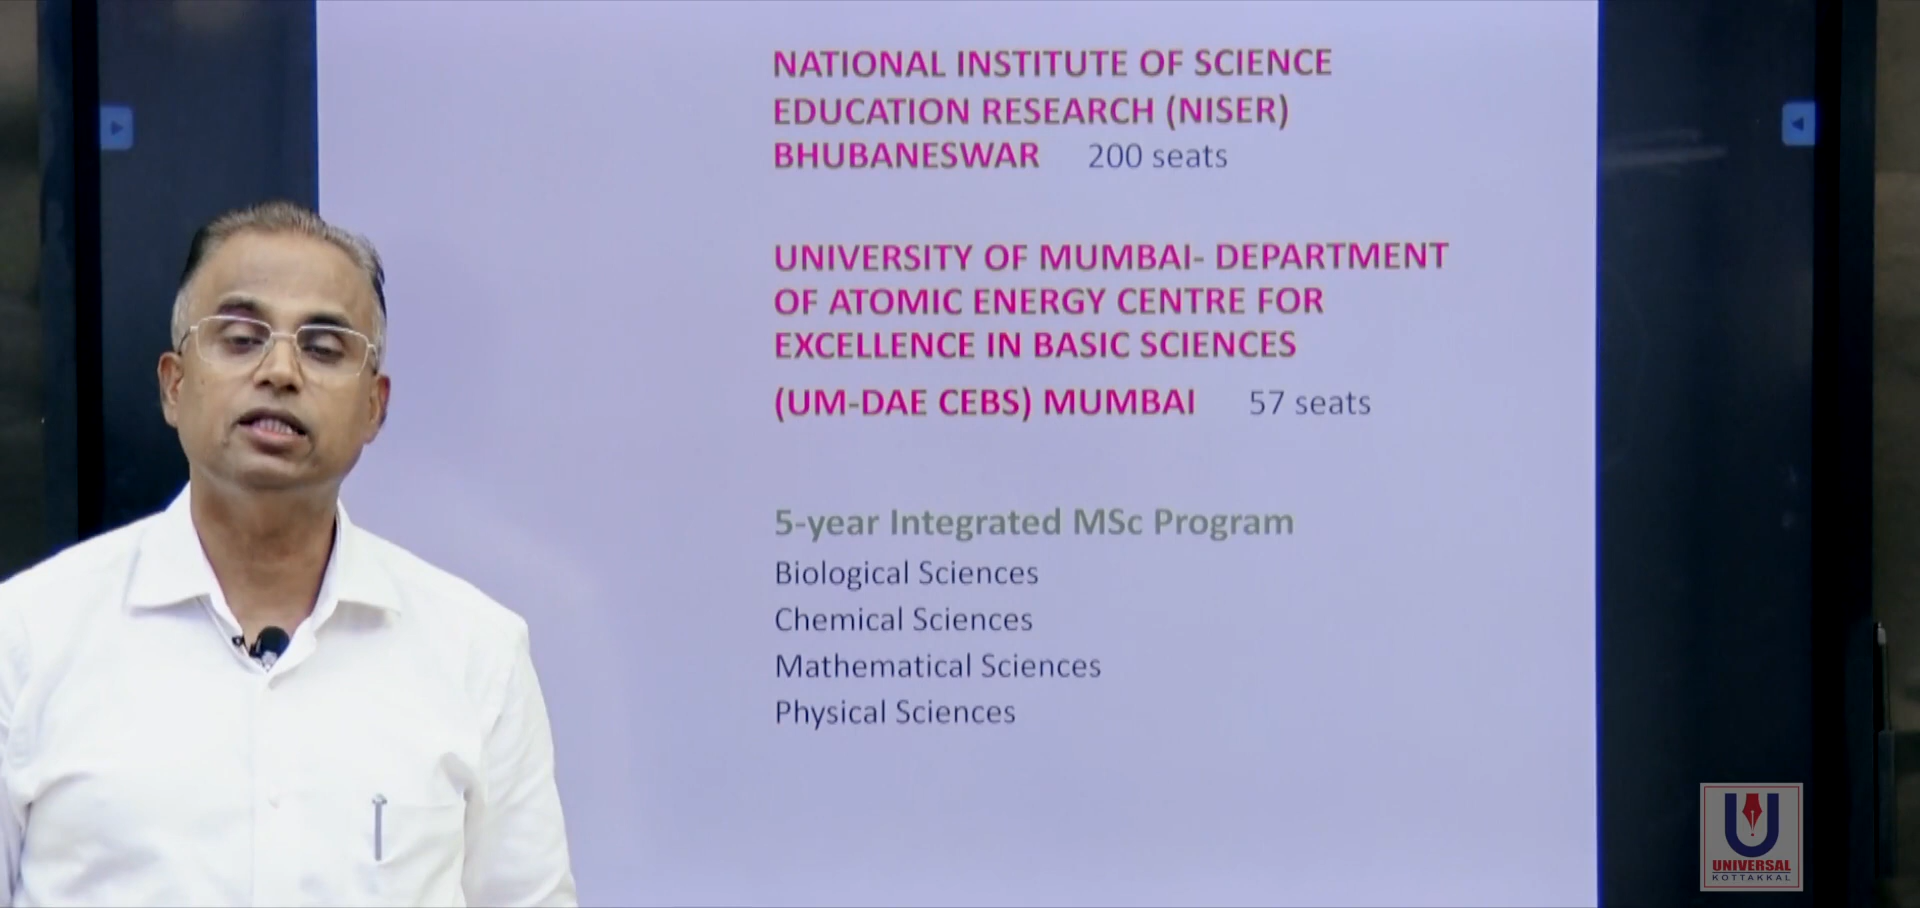 NATIONAL INSTITUTE OF SCIENCE
EDUCATION RESEARCH (NISER)
BHUBANESWAR 200 seats
UNIVERSITY OF MUMBAI- DEPARTMENT
OF ATOMIC ENERGY CENTRE FOR
EXCELLENCE IN BASIC SCIENCES
(UM-DAE CEBS) MUMBAI 57 seats
5-year Integrated MSc Program
Biological Sciences
Chemical Sciences
Mathematical Sciences
Physical Sciences
UNIVERSAL
KOTTAKKAL